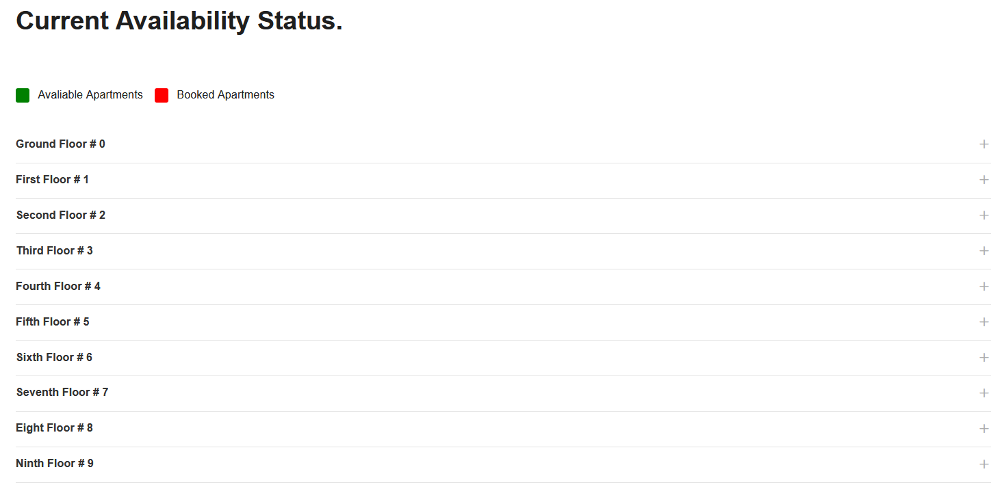 Current Availability Status.
Avaliable Apartments Booked Apartments
Ground Floor # 0
First Floor # 1
Second Floor # 2
Third Floor # 3
Fourth Floor # 4
Fifth Floor # 5
Sixth Floor # 6
Seventh Floor # 7
Eight Floor # 8
Ninth Floor # 9